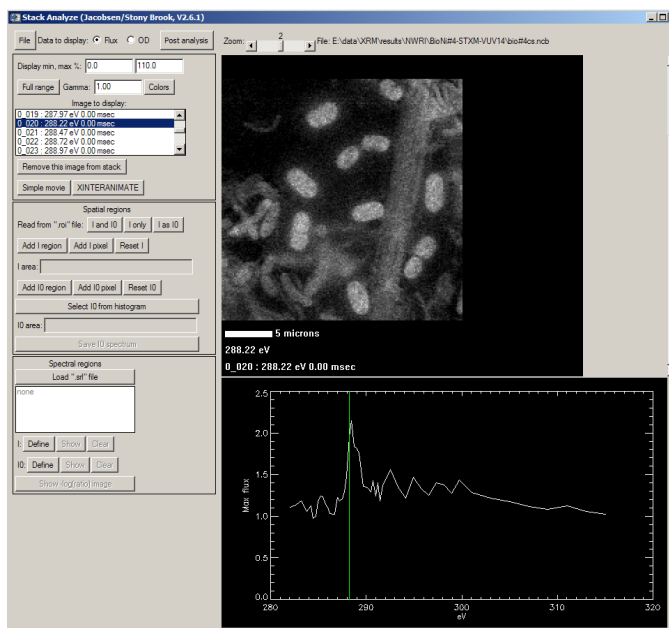 Stack Analyze (Jacobsen/Stony Brook, V2.6.1)
File Data to display: Flux OD Post analysis
Zoom: 2 File: E:\data\XRM\results\NWRI\BioNi#4-STXM-VUV14\bio#4cs.ncb
Display min, max %: 0.0 110.0
Full range Gamma: 1.00 Colors
Image to display:
0_019 : 287.97 eV 0.00 msec
0_020 : 288.22 eV 0.00 msec
0_021 : 288.47 eV 0.00 msec
0_022 : 288.72 eV 0.00 msec
0_023 : 288.97 eV 0.00 msec
Remove this image from stack
Simple movie XINTERANIMATE
Spatial regions
Read from ".roi" file: I and I0 I only I as I0
Add I region Add I pixel Reset I
I area:
Add I0 region Add I0 pixel Reset I0
Select I0 from histogram
I0 area:
Save I0 spectrum
Spectral regions
Load ".srl" file
none
I: Define Show Clear
I0: Define Show Clear
Show -log(ratio) image
5 microns
288.22 eV
0_020 : 288.22 eV 0.00 msec
2.5
2.0
1.5
1.0
0.5
0.0
Max flux
280 290 300 310 320
eV